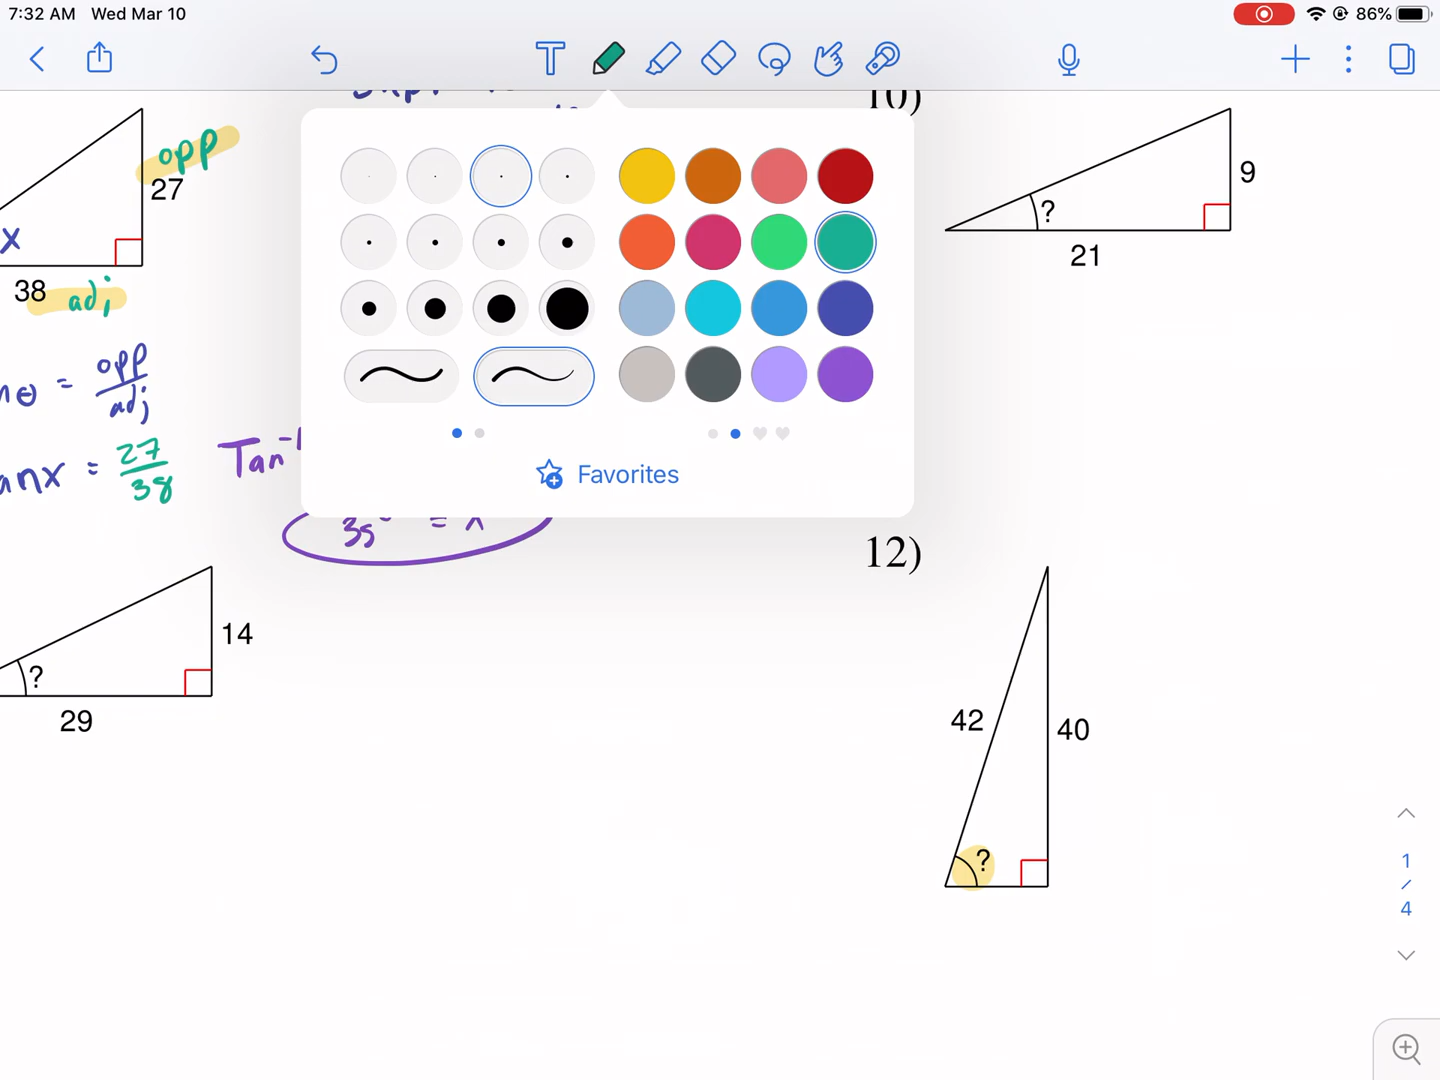 7:32 AM Wed Mar 10
86%
10)
opp
27
x
38 adj
9
?
21
opp
θ = adj
27
anx = 38
Tan⁻¹
35° = x
Favorites
12)
14
?
29
42
40
?
1
/
4